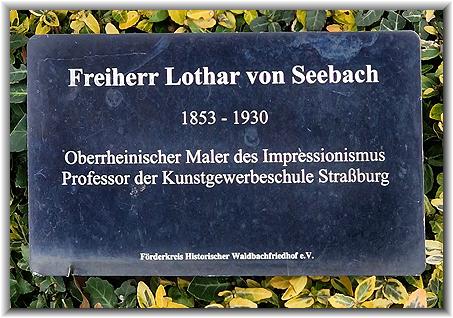 Freiherr Lothar von Seebach
1853 - 1930
Oberrheinischer Maler des Impressionismus
Professor der Kunstgewerbeschule Straßburg
Förderkreis Historischer Waldbachfriedhof e.V.